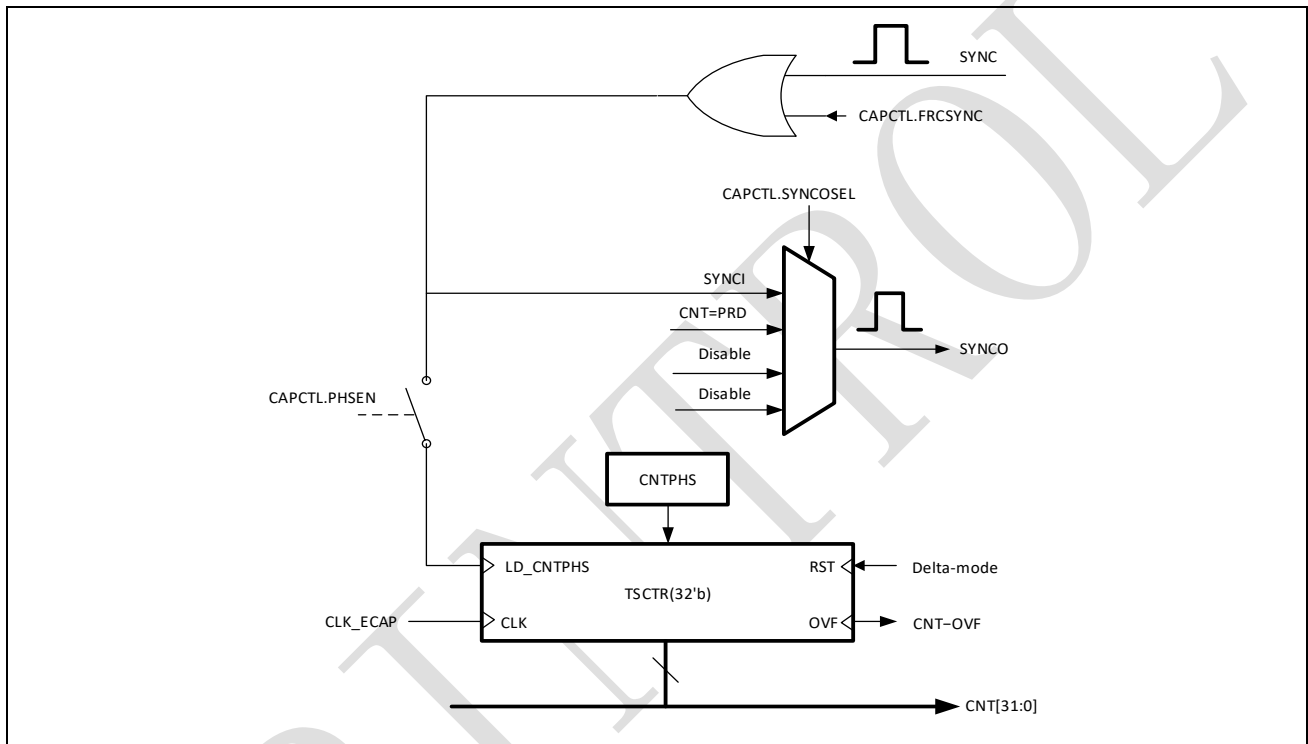 SYNC
CAPCTL.FRCSYNC
CAPCTL.SYNCOSEL
SYNCI
CNT=PRD
SYNCO
Disable
Disable
CAPCTL.PHSEN
CNTPHS
LD_CNTPHS
RST
Delta-mode
TSCTR(32'b)
CLK_ECAP
CLK
OVF
CNT–OVF
CNT[31:0]
INTROL